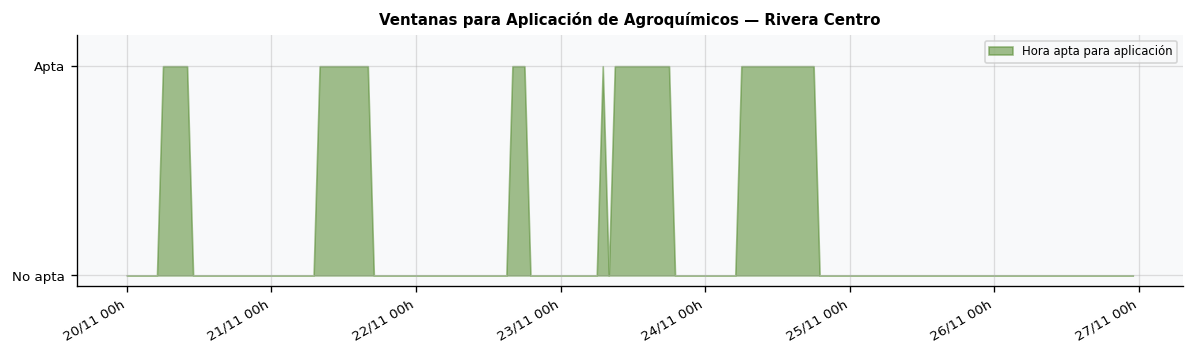 Ventanas para Aplicación de Agroquímicos — Rivera Centro
Hora apta para aplicación
Apta
No apta
20/11 00h
21/11 00h
22/11 00h
23/11 00h
24/11 00h
25/11 00h
26/11 00h
27/11 00h